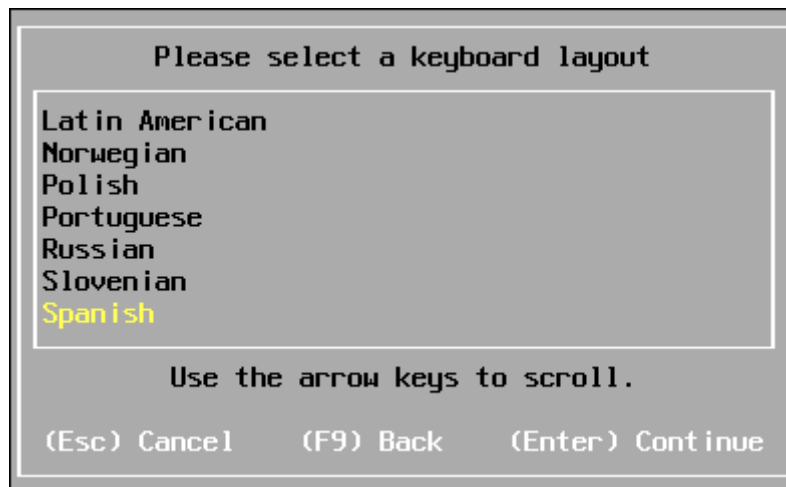 Please select a keyboard layout
Latin American
Norwegian
Polish
Portuguese
Russian
Slovenian
Spanish
Use the arrow keys to scroll.
(Esc) Cancel (F9) Back (Enter) Continue